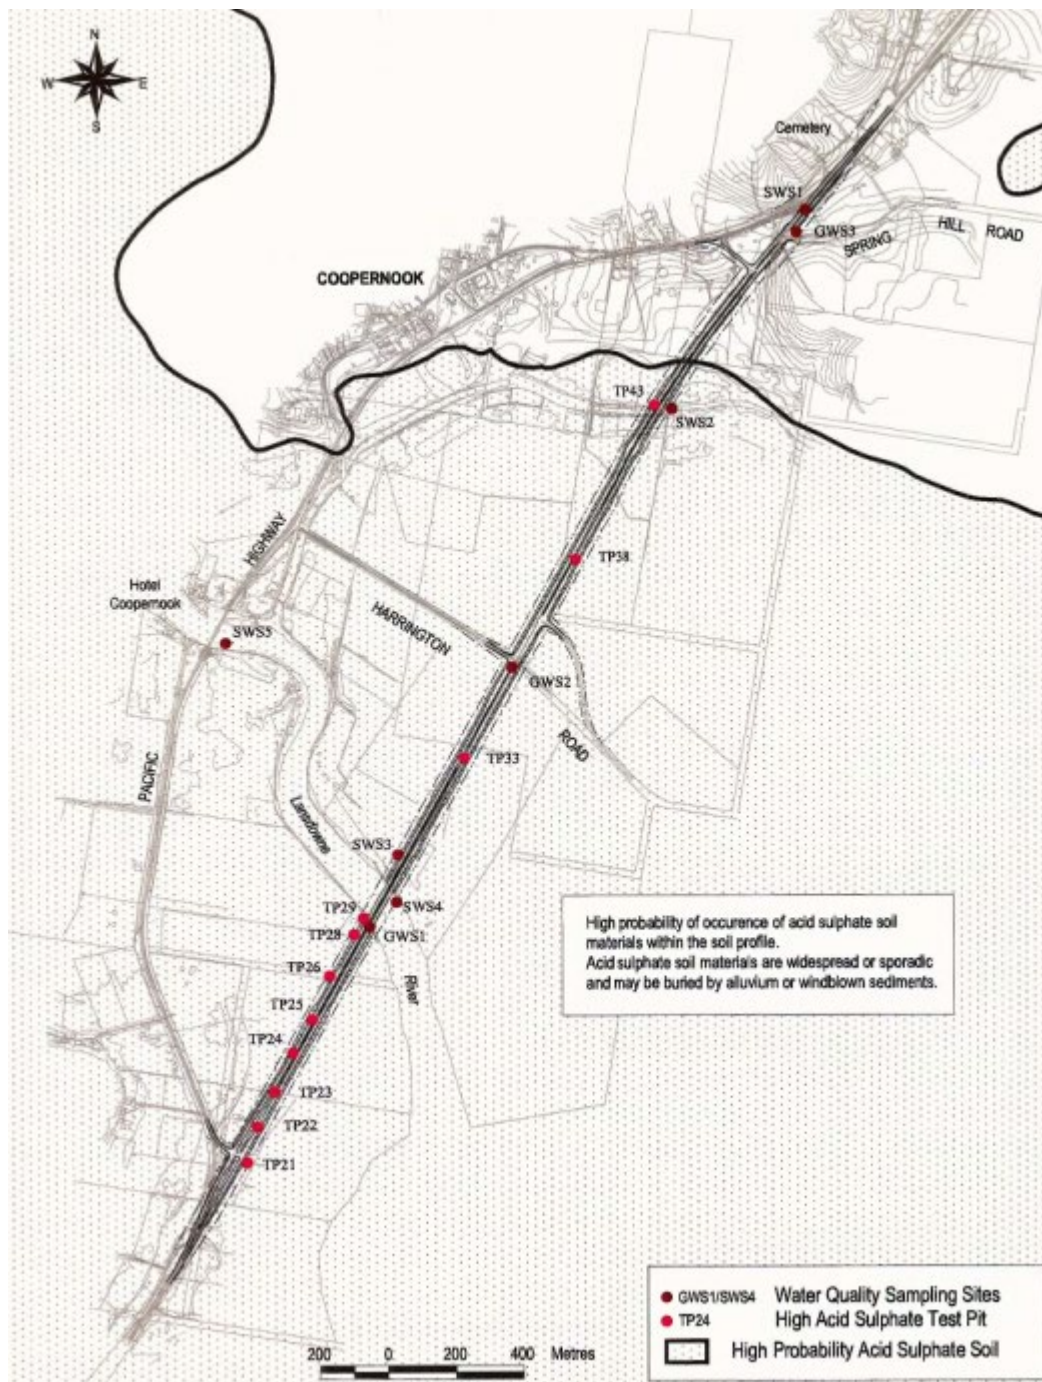 N
W E
S
Cemetery
SWS1
GWS3
SPRING HILL ROAD
COOPERNOOK
TP43
SWS2
HIGHWAY
TP38
Hotel
Coopernook
HARRINGTON
SWS5
GWS2
ROAD
TP33
PACIFIC
Lansdowne
SWS3
SWS4
TP29
GWS1
TP28
High probability of occurence of acid sulphate soil
materials within the soil profile.
Acid sulphate soil materials are widespread or sporadic
and may be buried by alluvium or windblown sediments.
TP26
River
TP25
TP24
TP23
TP22
TP21
GWS1/SWS4 Water Quality Sampling Sites
TP24 High Acid Sulphate Test Pit
High Probability Acid Sulphate Soil
200 0 200 400 Metres